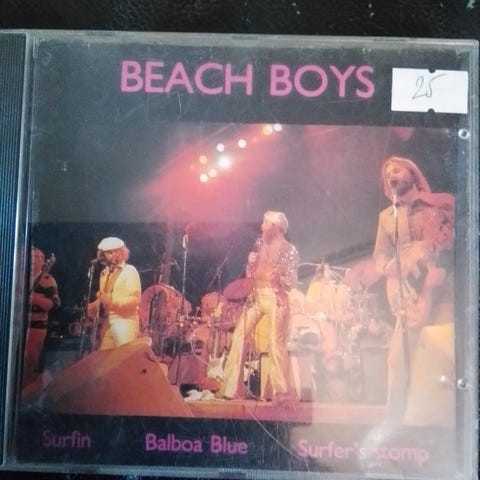 BEACH BOYS
25
Surfin Balboa Blue Surfer's stomp